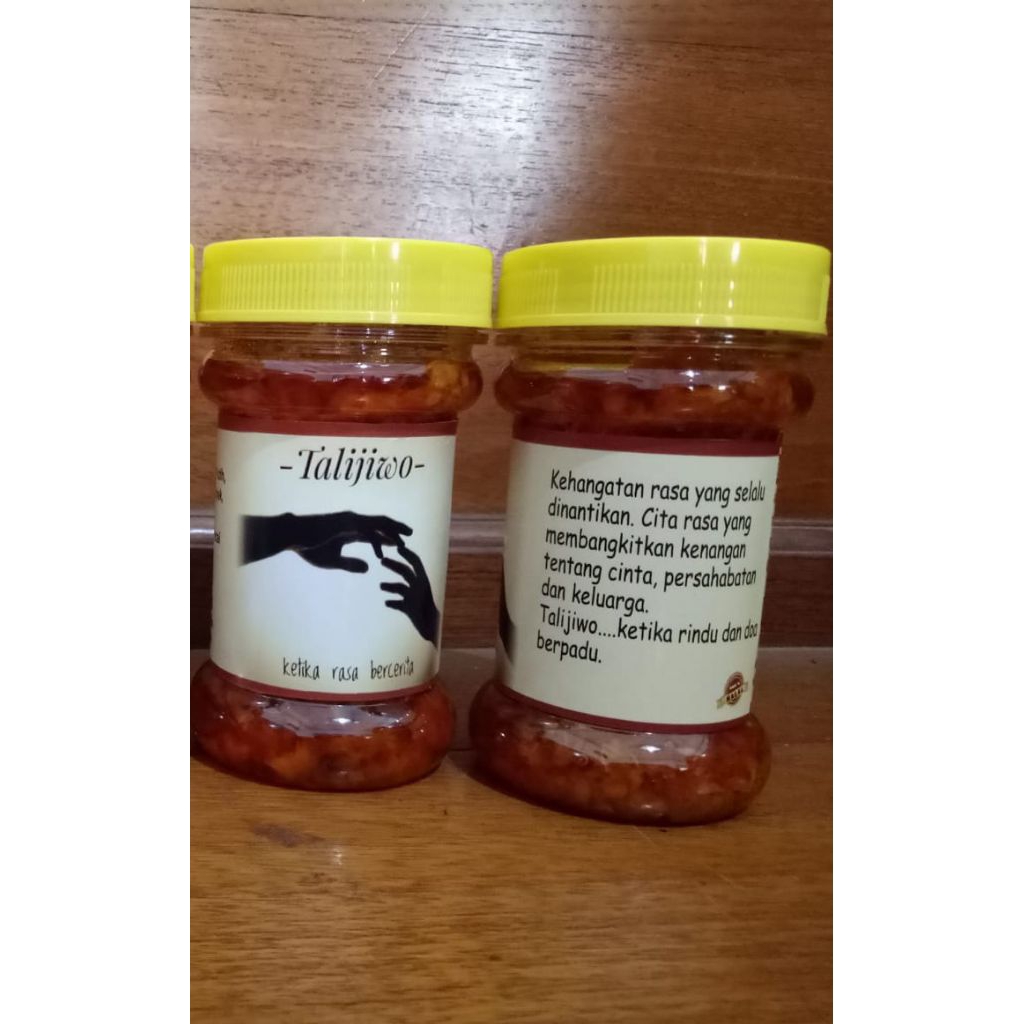 -Talijiwo-
ketika rasa bercerita
Kehangatan rasa yang selalu
dinantikan. Cita rasa yang
membangkitkan kenangan
tentang cinta, persahabatan
dan keluarga.
Talijiwo....ketika rindu dan doa
berpadu.
HALAL